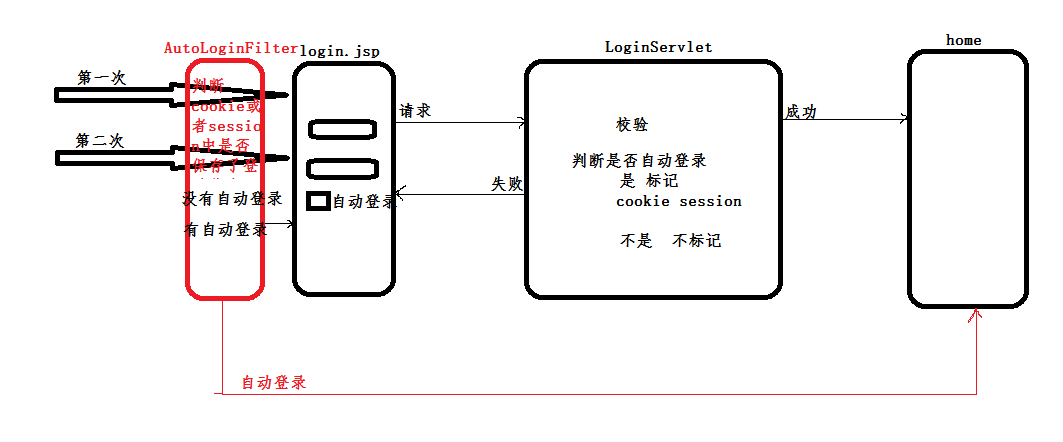 AutoLoginFilter
login.jsp
LoginServlet
home
第一次
判断
cookie或
者sessio
n中是否
保存了登
第二次
没有自动登录
有自动登录
自动登录
请求
失败
校验
判断是否自动登录
是 标记
cookie session
不是 不标记
成功
自动登录